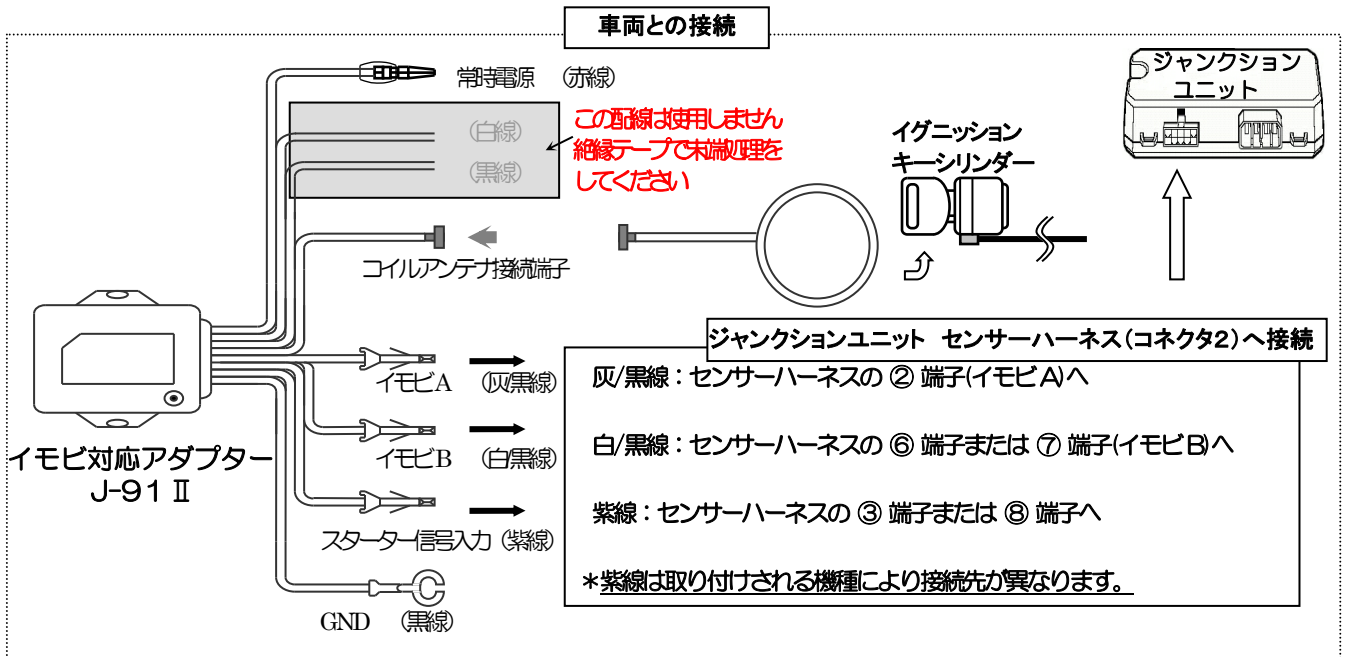 車両との接続
常時電源 (赤線)
(白線)
(黒線)
この配線は使用しません
絶縁テープで末端処理を
してください
イグニッション
キーシリンダー
ジャンクション
ユニット
コイルアンテナ接続端子
イモビA (灰黒線)
イモビB (白黒線)
スターター信号入力 (紫線)
GND (黒線)
イモビ対応アダプター
J-91Ⅱ
ジャンクションユニット センサーハーネス(コネクタ2)へ接続
灰/黒線：センサーハーネスの ② 端子(イモビA)へ
白/黒線：センサーハーネスの ⑥ 端子または ⑦ 端子(イモビB)へ
紫線：センサーハーネスの ③ 端子または ⑧ 端子へ
*紫線は取り付けされる機種により接続先が異なります。